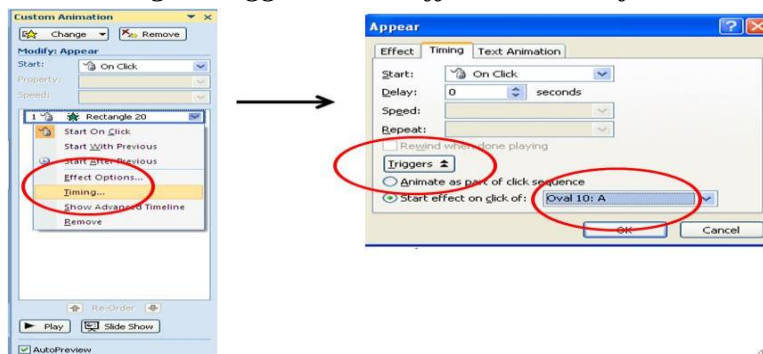 Custom Animation
Change
Remove
Modify: Appear
Start:
On Click
Property:
Speed:
1
Rectangle 20
Start On Click
Start With Previous
Start After Previous
Effect Options...
Timing...
Show Advanced Timeline
Remove
Re-Order
Play
Slide Show
AutoPreview
Appear
Effect
Timing
Text Animation
Start:
On Click
Delay:
0
seconds
Speed:
Repeat:
Rewind when done playing
Triggers
Animate as part of click sequence
Start effect on click of:
Oval 10: A
OK
Cancel